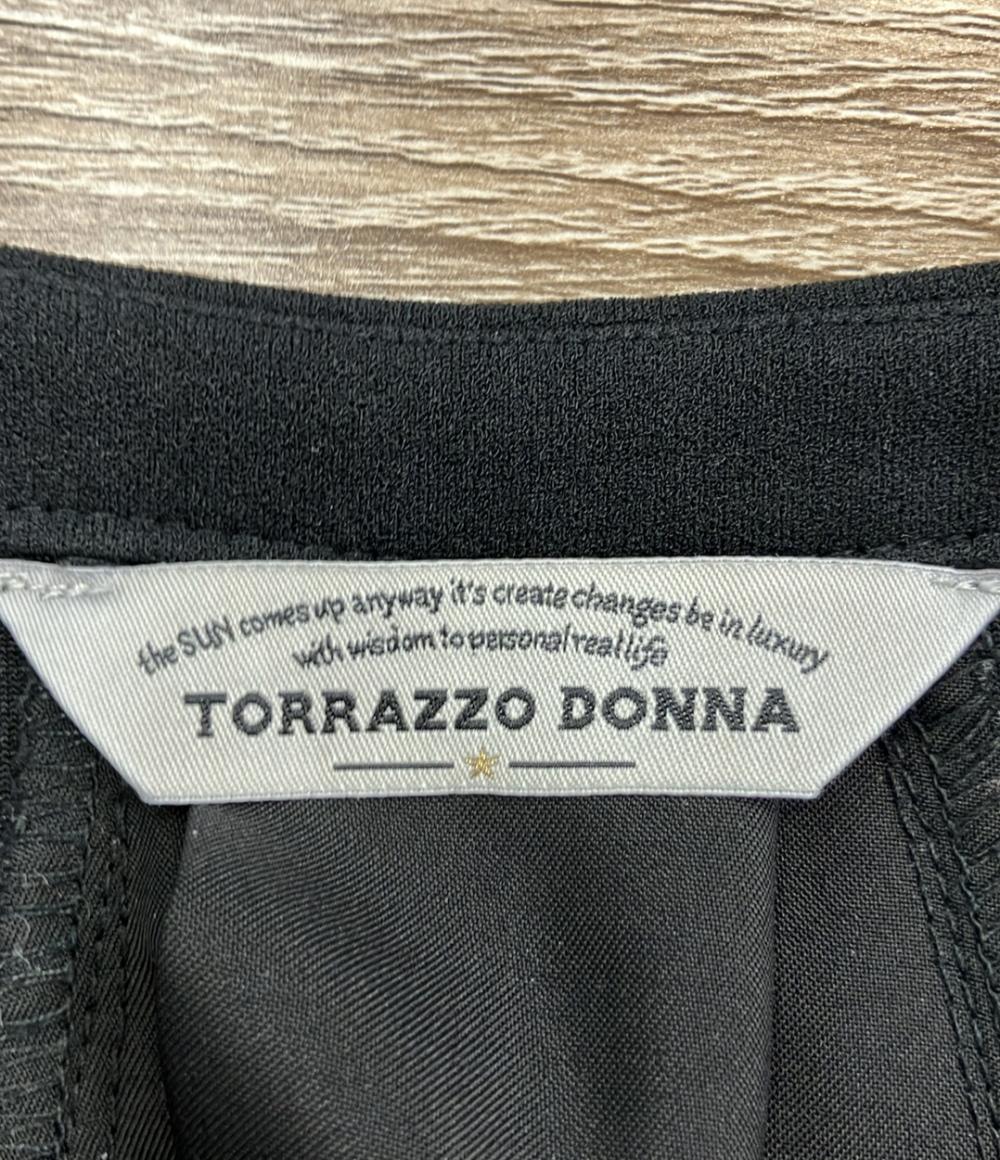 the SUN comes up anyway it's create changes be in luxury
with wisdom to personal real life
TORRAZZO DONNA